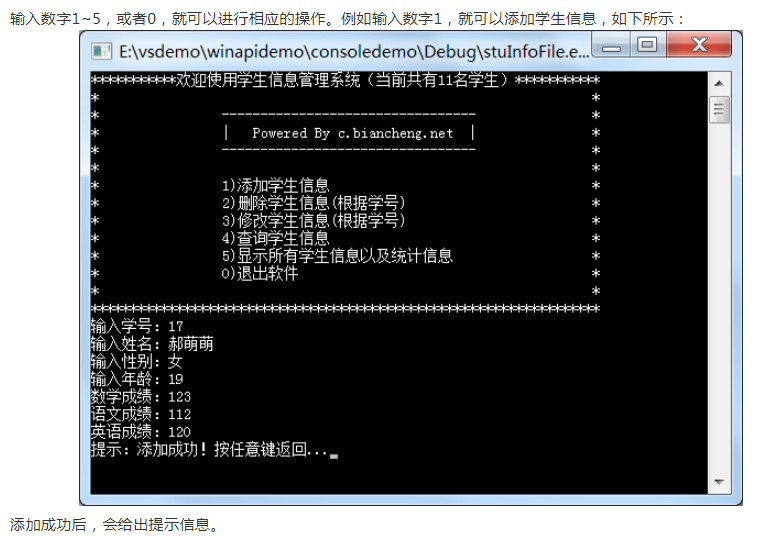 输入数字1~5，或者0，就可以进行相应的操作。例如输入数字1，就可以添加学生信息，如下所示：
E:\vsdemo\winapidemo\consoledemo\Debug\stuInfoFile.e...
***********欢迎使用学生信息管理系统（当前共有11名学生）***********
* *
* --------------------------------- *
* | Powered By c.biancheng.net | *
* --------------------------------- *
* *
* 1)添加学生信息 *
* 2)删除学生信息(根据学号) *
* 3)修改学生信息(根据学号) *
* 4)查询学生信息 *
* 5)显示所有学生信息以及统计信息 *
* 0)退出软件 *
* *
******************************************************************
输入学号：17
输入姓名：郝萌萌
输入性别：女
输入年龄：19
数学成绩：123
语文成绩：112
英语成绩：120
提示：添加成功！按任意键返回..._
添加成功后，会给出提示信息。